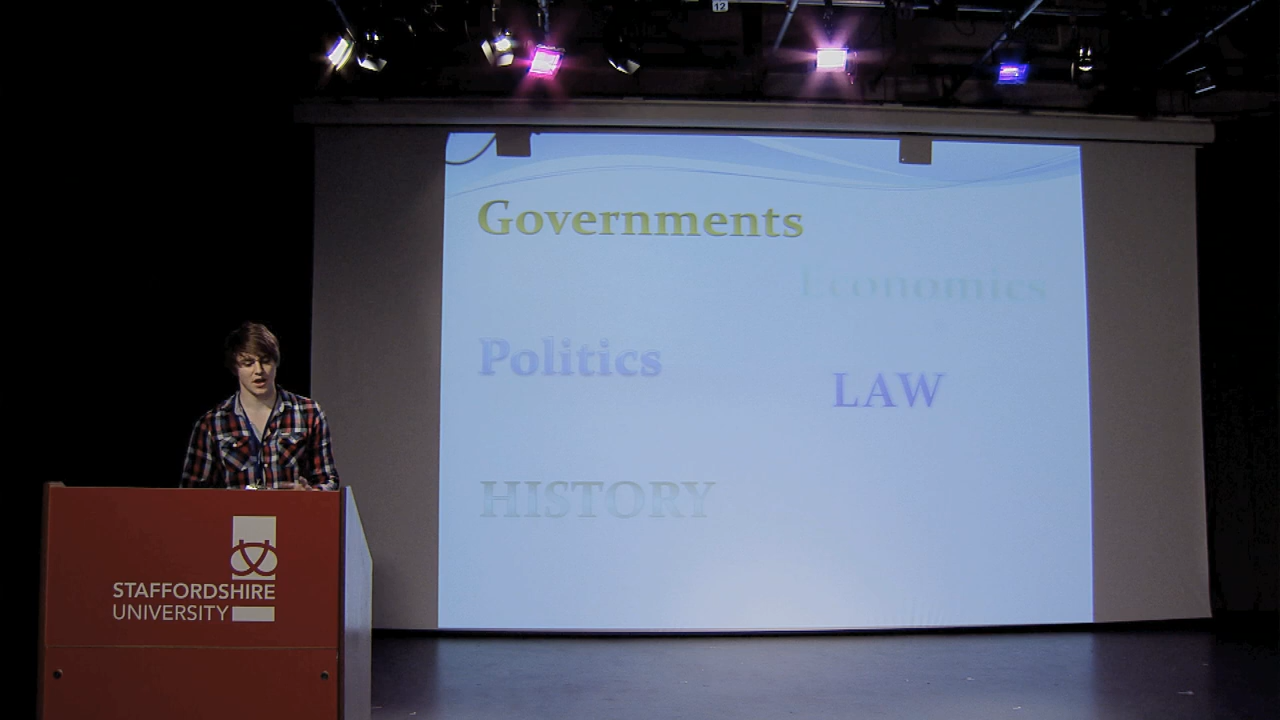 12
Governments
Economics
Politics
LAW
HISTORY
STAFFORDSHIRE
UNIVERSITY